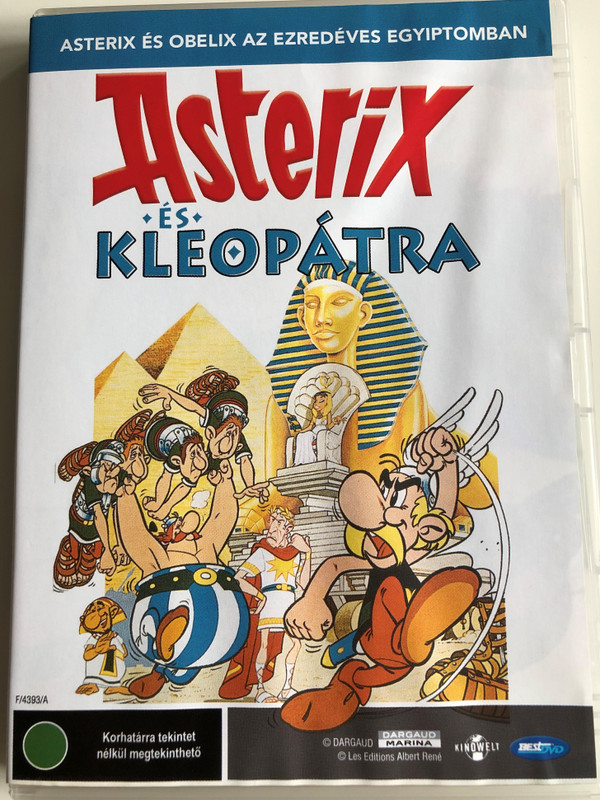 ASTERIX ÉS OBELIX AZ EZREDÉVES EGYIPTOMBAN
Asterix
ÉS
KLEOPÁTRA
F/4393/A
Korhatárra tekintet
nélkül megtekinthető
© DARGAUD DARGAUD
MARINA
© Les Editions Albert René
KINOWELT
BEST DVD